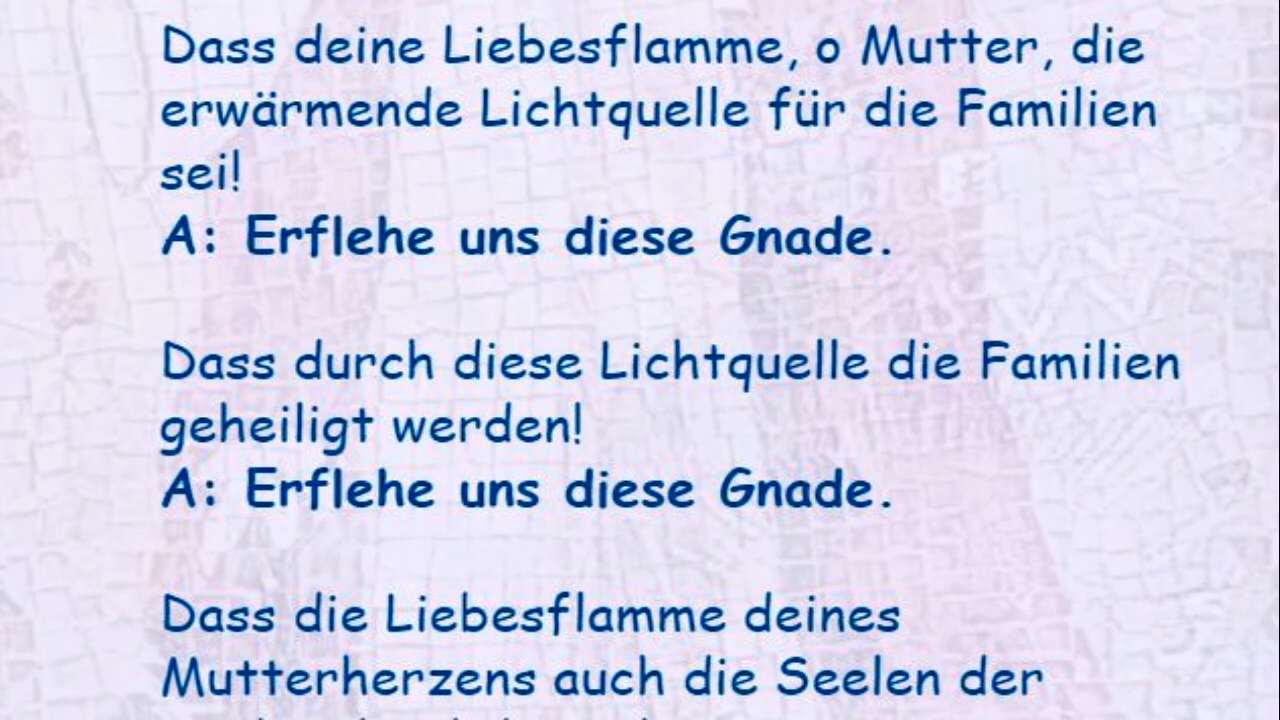 Dass deine Liebesflamme, o Mutter, die
erwärmende Lichtquelle für die Familien
sei!
A: Erflehe uns diese Gnade.
Dass durch diese Lichtquelle die Familien
geheiligt werden!
A: Erflehe uns diese Gnade.
Dass die Liebesflamme deines
Mutterherzens auch die Seelen der